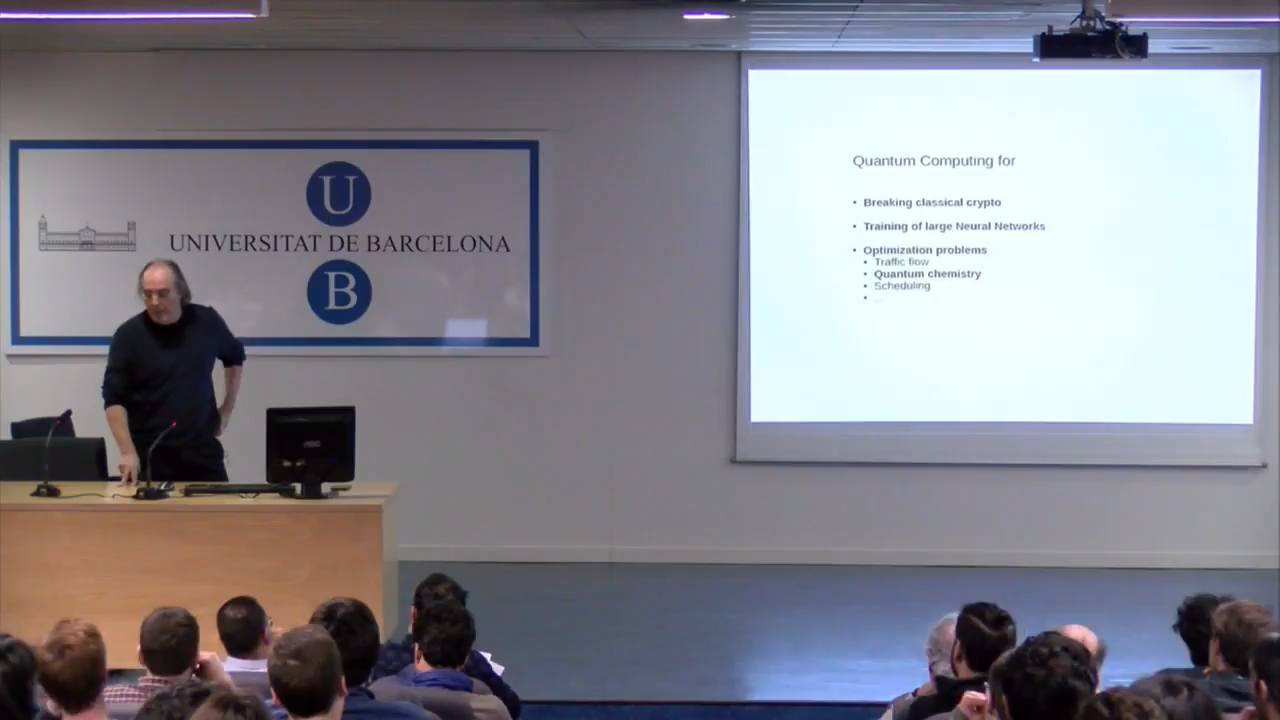 U
UNIVERSITAT DE BARCELONA
B
Quantum Computing for
• Breaking classical crypto
• Training of large Neural Networks
• Optimization problems
• Traffic flow
• Quantum chemistry
• Scheduling
• ...
AOC